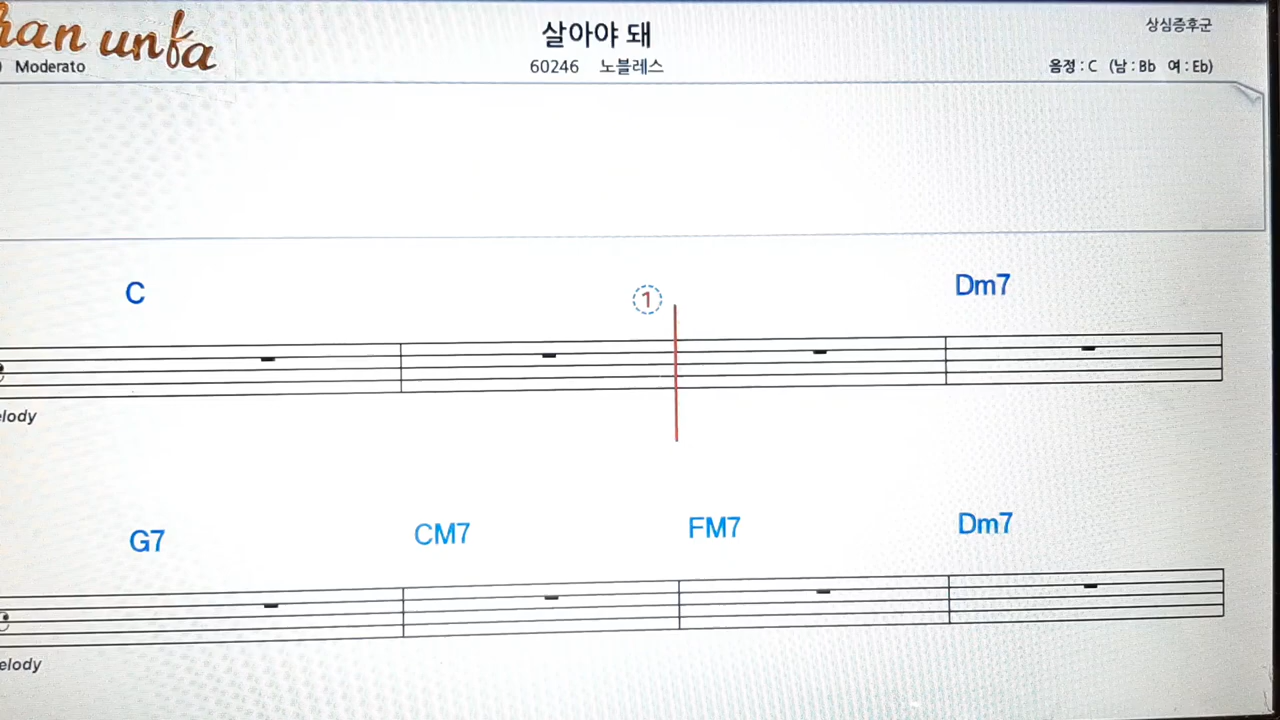 han unfa
살아야 돼
상심증후군
Moderato
60246 노블레스
음정 : C (남 : Bb 여 : Eb)
C
1
Dm7
elody
G7
CM7
FM7
Dm7
elody